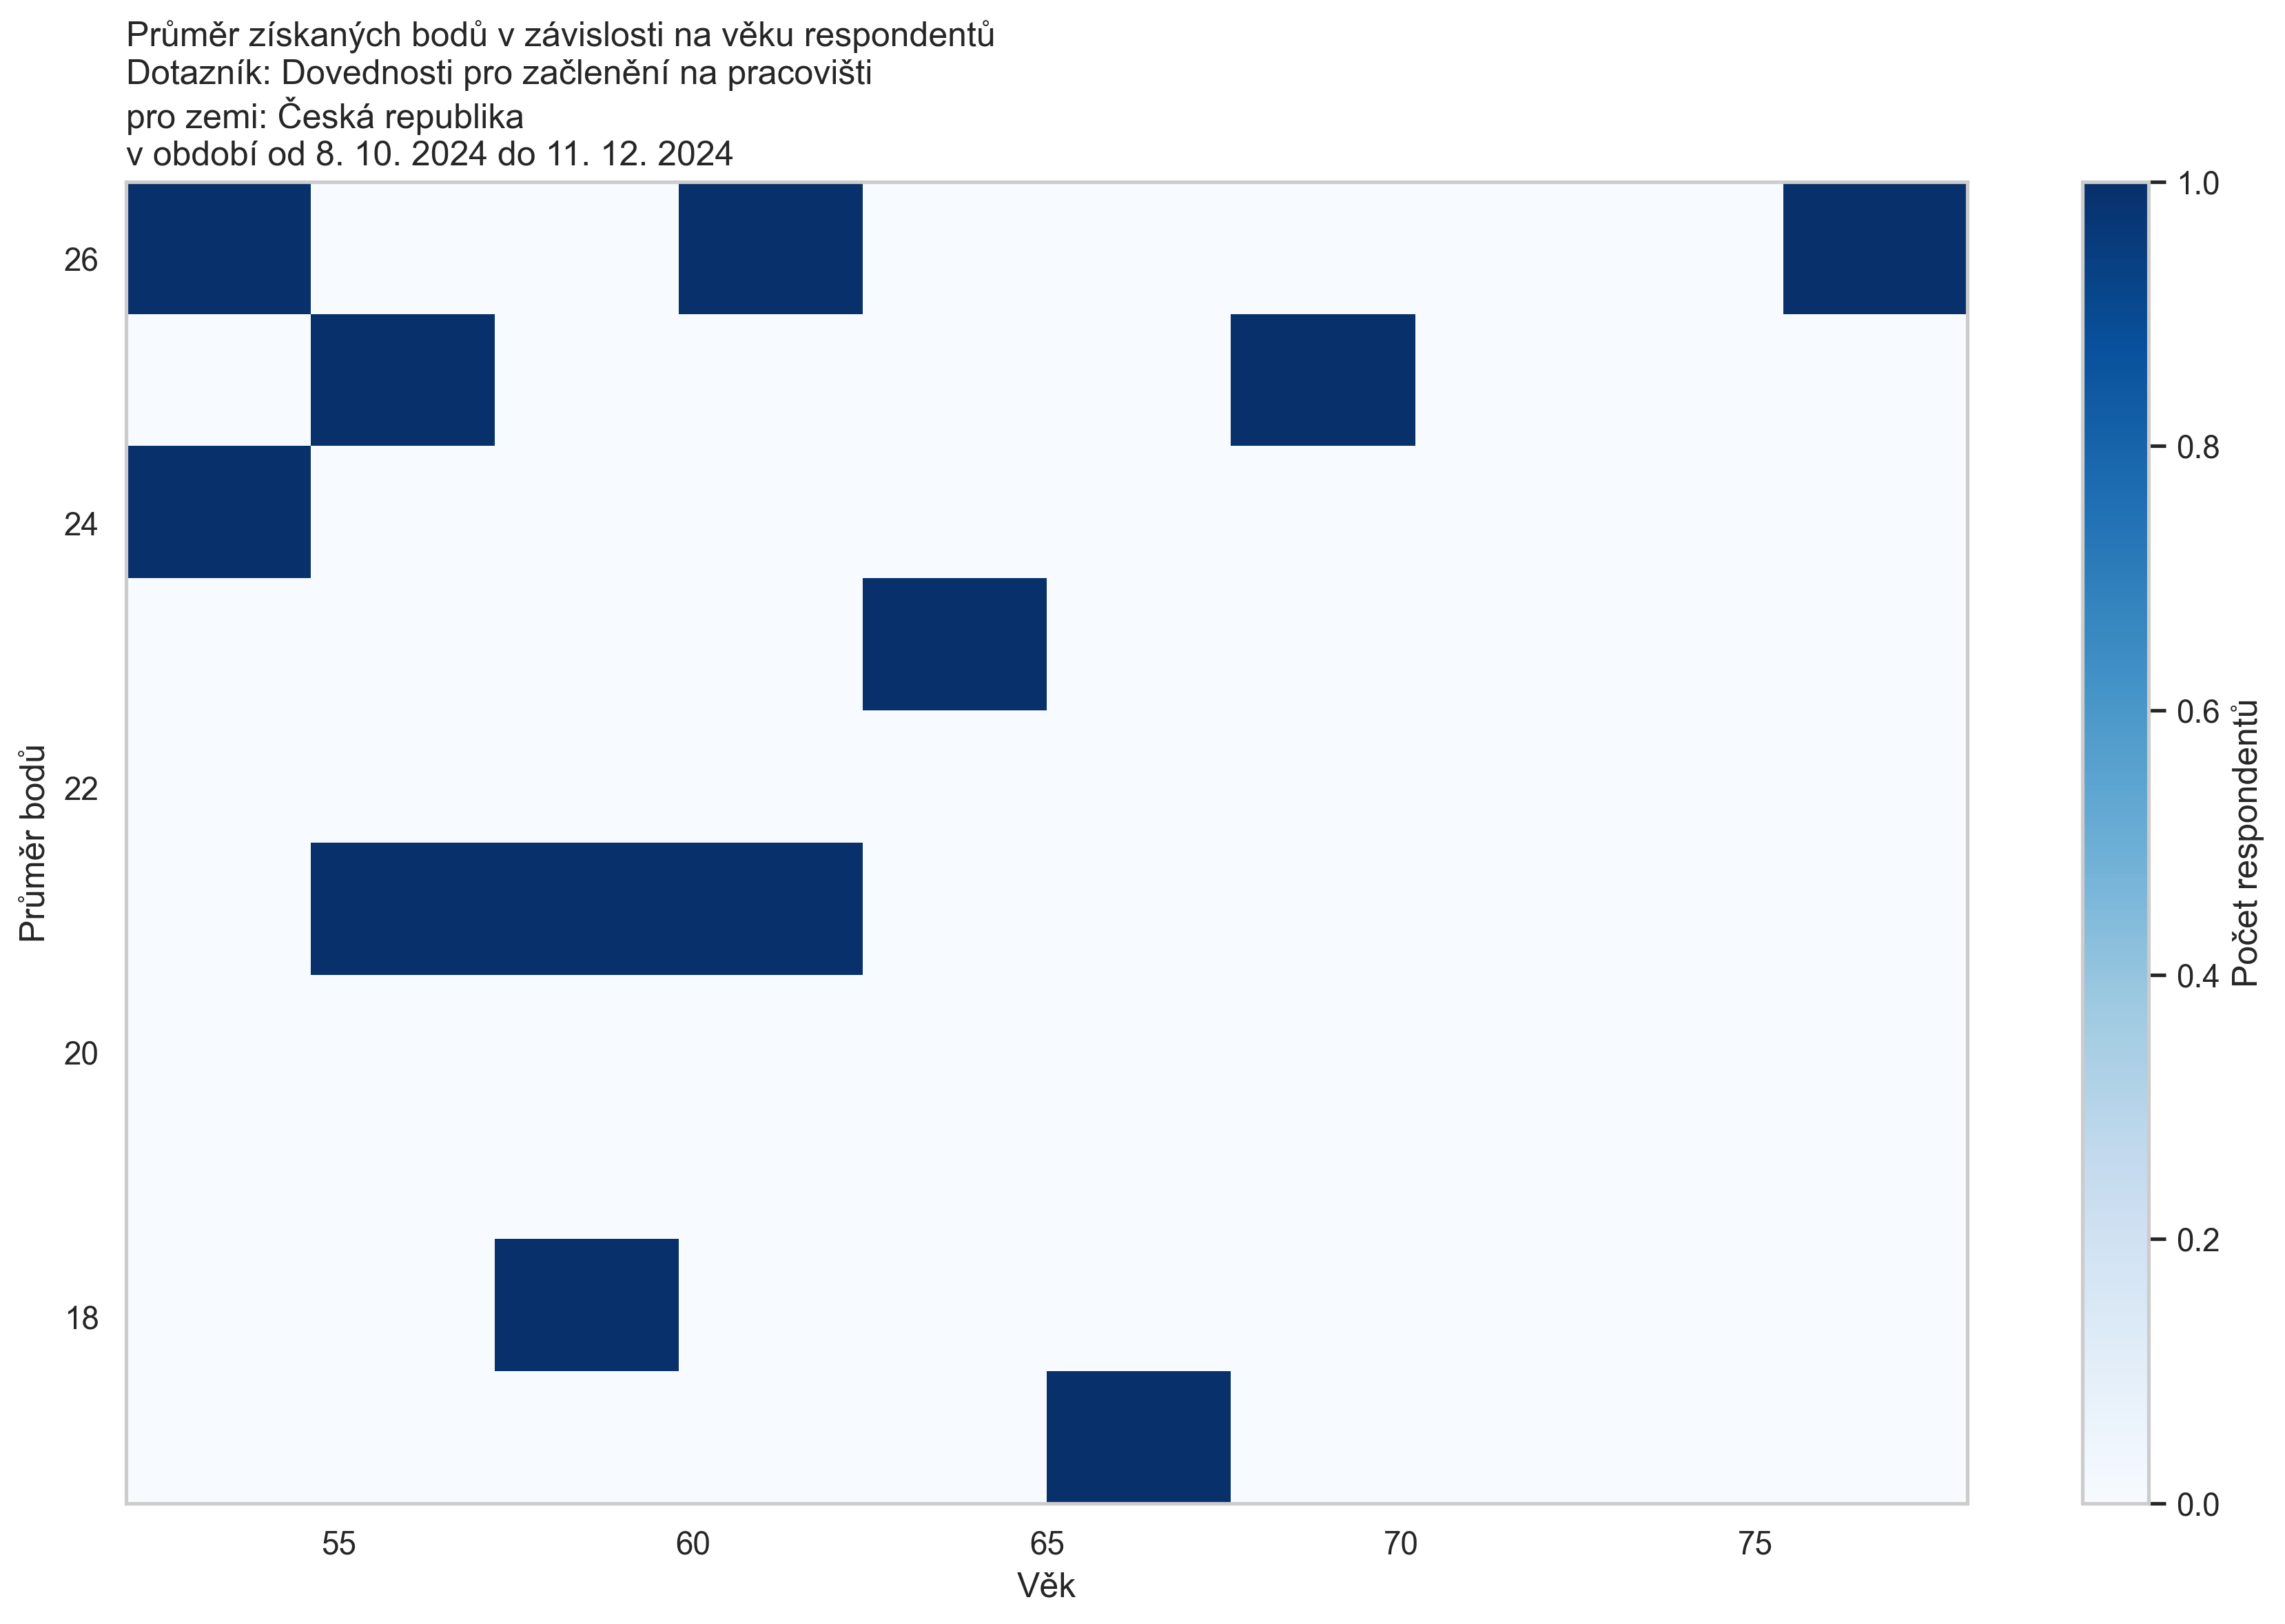 Průměr získaných bodů v závislosti na věku respondentů
Dotazník: Dovednosti pro začlenění na pracovišti
pro zemi: Česká republika
v období od 8. 10. 2024 do 11. 12. 2024
26
24
22
20
18
Průměr bodů
55
60
65
70
75
Věk
1.0
0.8
0.6
0.4
0.2
0.0
Počet respondentů